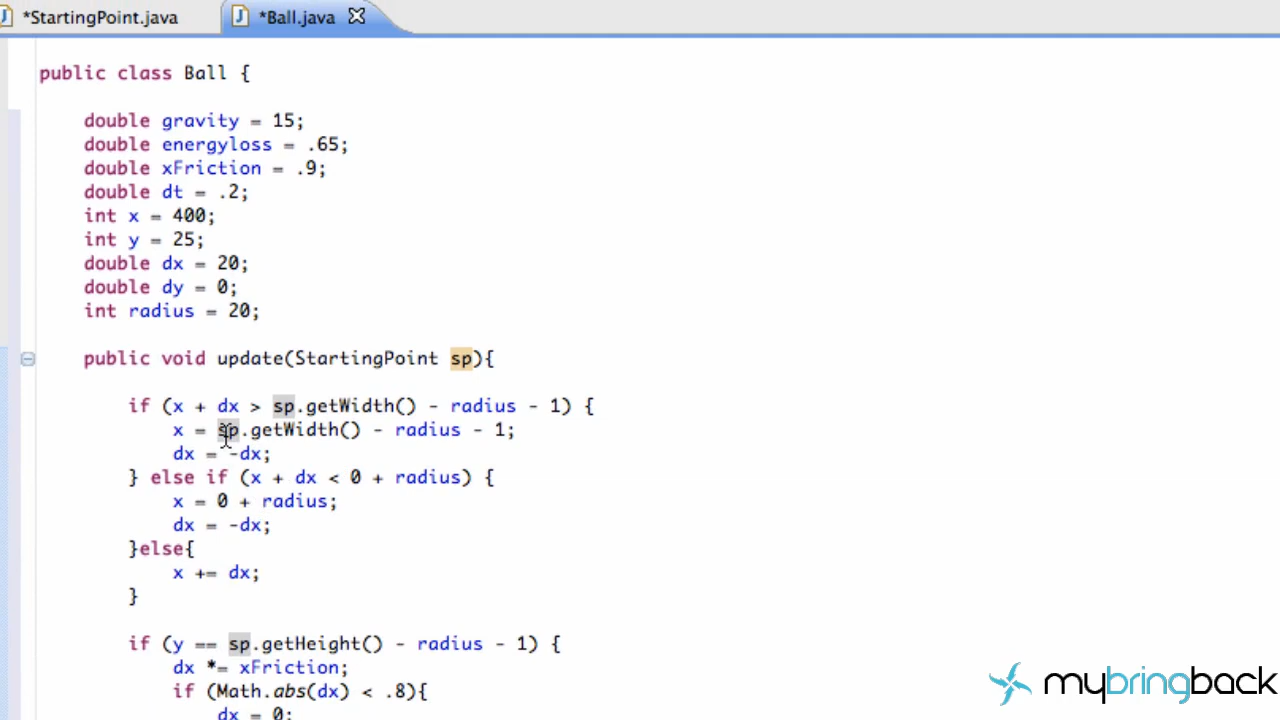 *StartingPoint.java
*Ball.java
public class Ball {
double gravity = 15;
double energyloss = .65;
double xFriction = .9;
double dt = .2;
int x = 400;
int y = 25;
double dx = 20;
double dy = 0;
int radius = 20;
public void update(StartingPoint sp){
if (x + dx > sp.getWidth() - radius - 1) {
x = sp.getWidth() - radius - 1;
dx = -dx;
} else if (x + dx < 0 + radius) {
x = 0 + radius;
dx = -dx;
}else{
x += dx;
}
if (y == sp.getHeight() - radius - 1) {
dx *= xFriction;
if (Math.abs(dx) < .8){
dx = 0;
mybringback